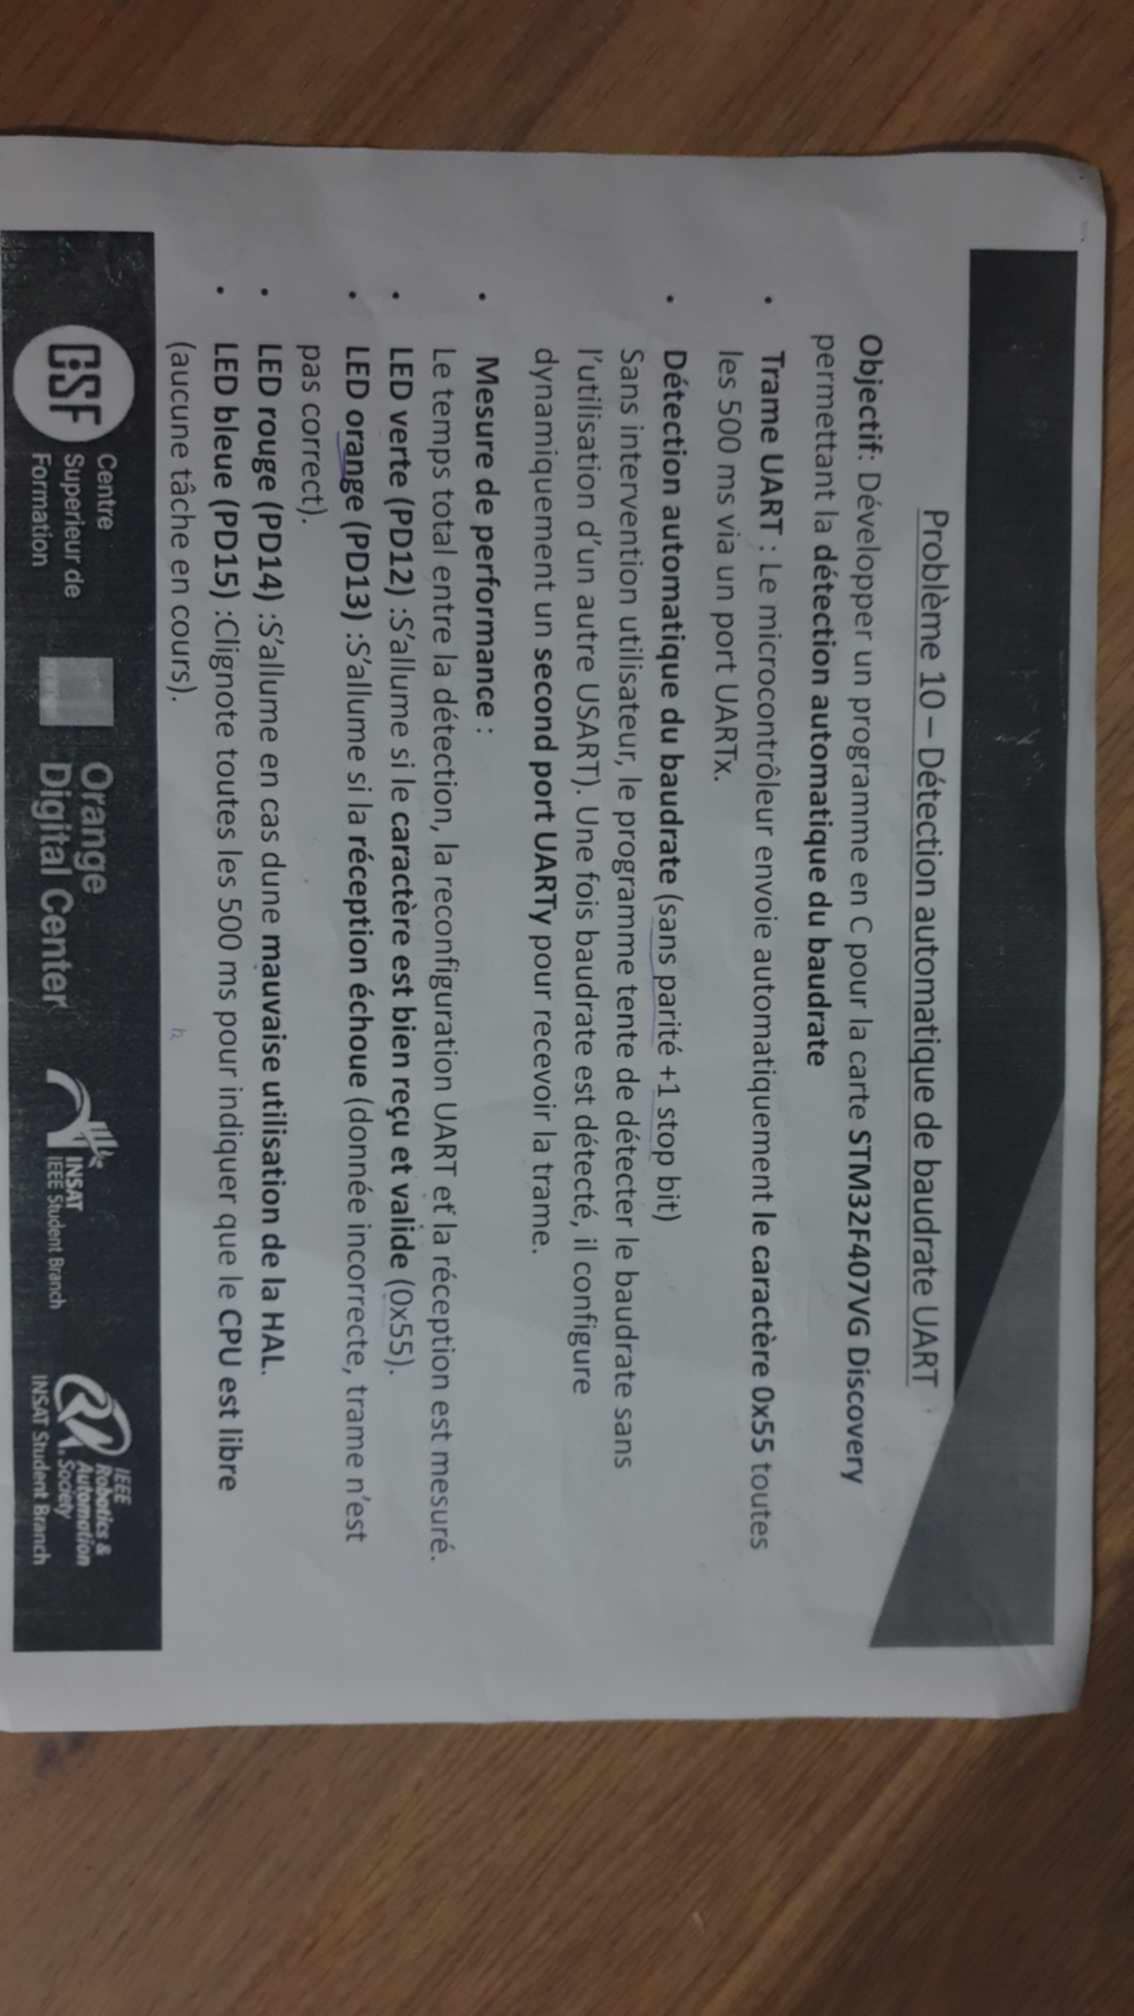 Problème 10 – Détection automatique de baudrate UART
Objectif: Développer un programme en C pour la carte STM32F407VG Discovery
permettant la détection automatique du baudrate
• Trame UART : Le microcontrôleur envoie automatiquement le caractère 0x55 toutes
les 500 ms via un port UARTx.
• Détection automatique du baudrate (sans parité +1 stop bit)
Sans intervention utilisateur, le programme tente de détecter le baudrate sans
l'utilisation d'un autre USART). Une fois baudrate est détecté, il configure
dynamiquement un second port UARTy pour recevoir la trame.
• Mesure de performance :
Le temps total entre la détection, la reconfiguration UART et la réception est mesuré.
• LED verte (PD12) :S'allume si le caractère est bien reçu et valide (0x55).
• LED orange (PD13) :S'allume si la réception échoue (donnée incorrecte, trame n'est
pas correct).
• LED rouge (PD14) :S'allume en cas dune mauvaise utilisation de la HAL.
• LED bleue (PD15) :Clignote toutes les 500 ms pour indiquer que le CPU est libre
(aucune tâche en cours).
CSF
Centre
Superieur de
Formation
Orange
Digital Center
INSAT
IEEE Student Branch
IEEE
Robotics &
Automation
Society
INSAT Student Branch